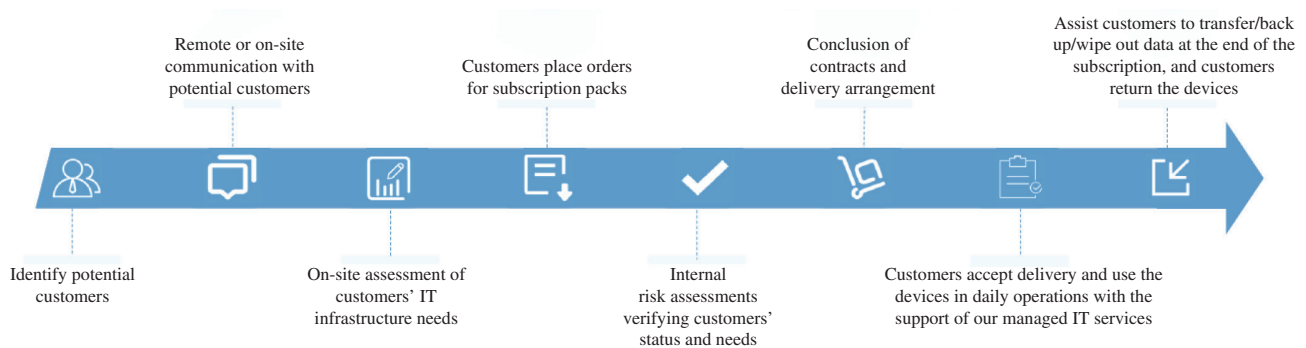 Identify potential
customers
Remote or on-site
communication with
potential customers
On-site assessment of
customers’ IT
infrastructure needs
Customers place orders
for subscription packs
Internal
risk assessments
verifying customers’
status and needs
Conclusion of
contracts and
delivery arrangement
Customers accept delivery and use the
devices in daily operations with the
support of our managed IT services
Assist customers to transfer/back
up/wipe out data at the end of the
subscription, and customers
return the devices